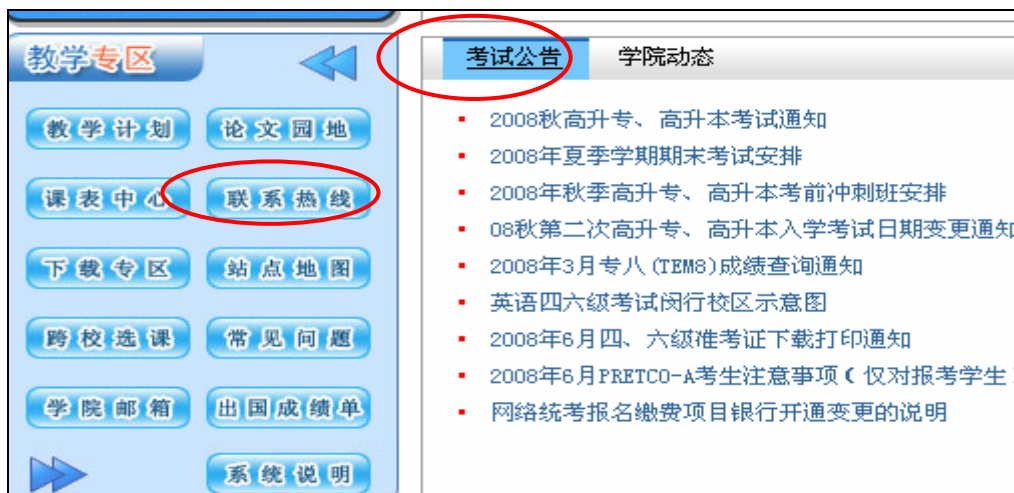 教学专区
教学计划
论文园地
课表中心
联系热线
下载专区
站点地图
跨校选课
常见问题
学院邮箱
出国成绩单
系统说明
考试公告
学院动态
2008秋高升专、高升本考试通知
2008年夏季学期期末考试安排
2008年秋季高升专、高升本考前冲刺班安排
08秋第二次高升专、高升本入学考试日期变更通知
2008年3月专八(TEM8)成绩查询通知
英语四六级考试闵行校区示意图
2008年6月四、六级准考证下载打印通知
2008年6月PRETCO-A考生注意事项(仅对报考学生
网络统考报名缴费项目银行开通变更的说明